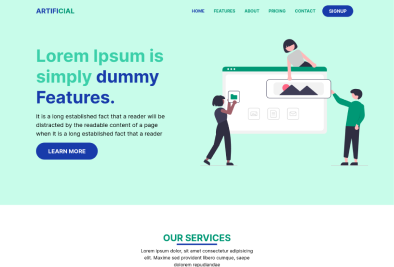 ARTIFICIAL
HOME FEATURES ABOUT PRICING CONTACT SIGNUP
Lorem Ipsum is
simply dummy
Features.
It is a long established fact that a reader will be
distracted by the readable content of a page
when it is a long established fact that a reader
LEARN MORE
OUR SERVICES
Lorem ipsum dolor, sit amet consectetur adipisicing
elit. Maxime sed provident libero cumque, saepe
dolorem repudiandae